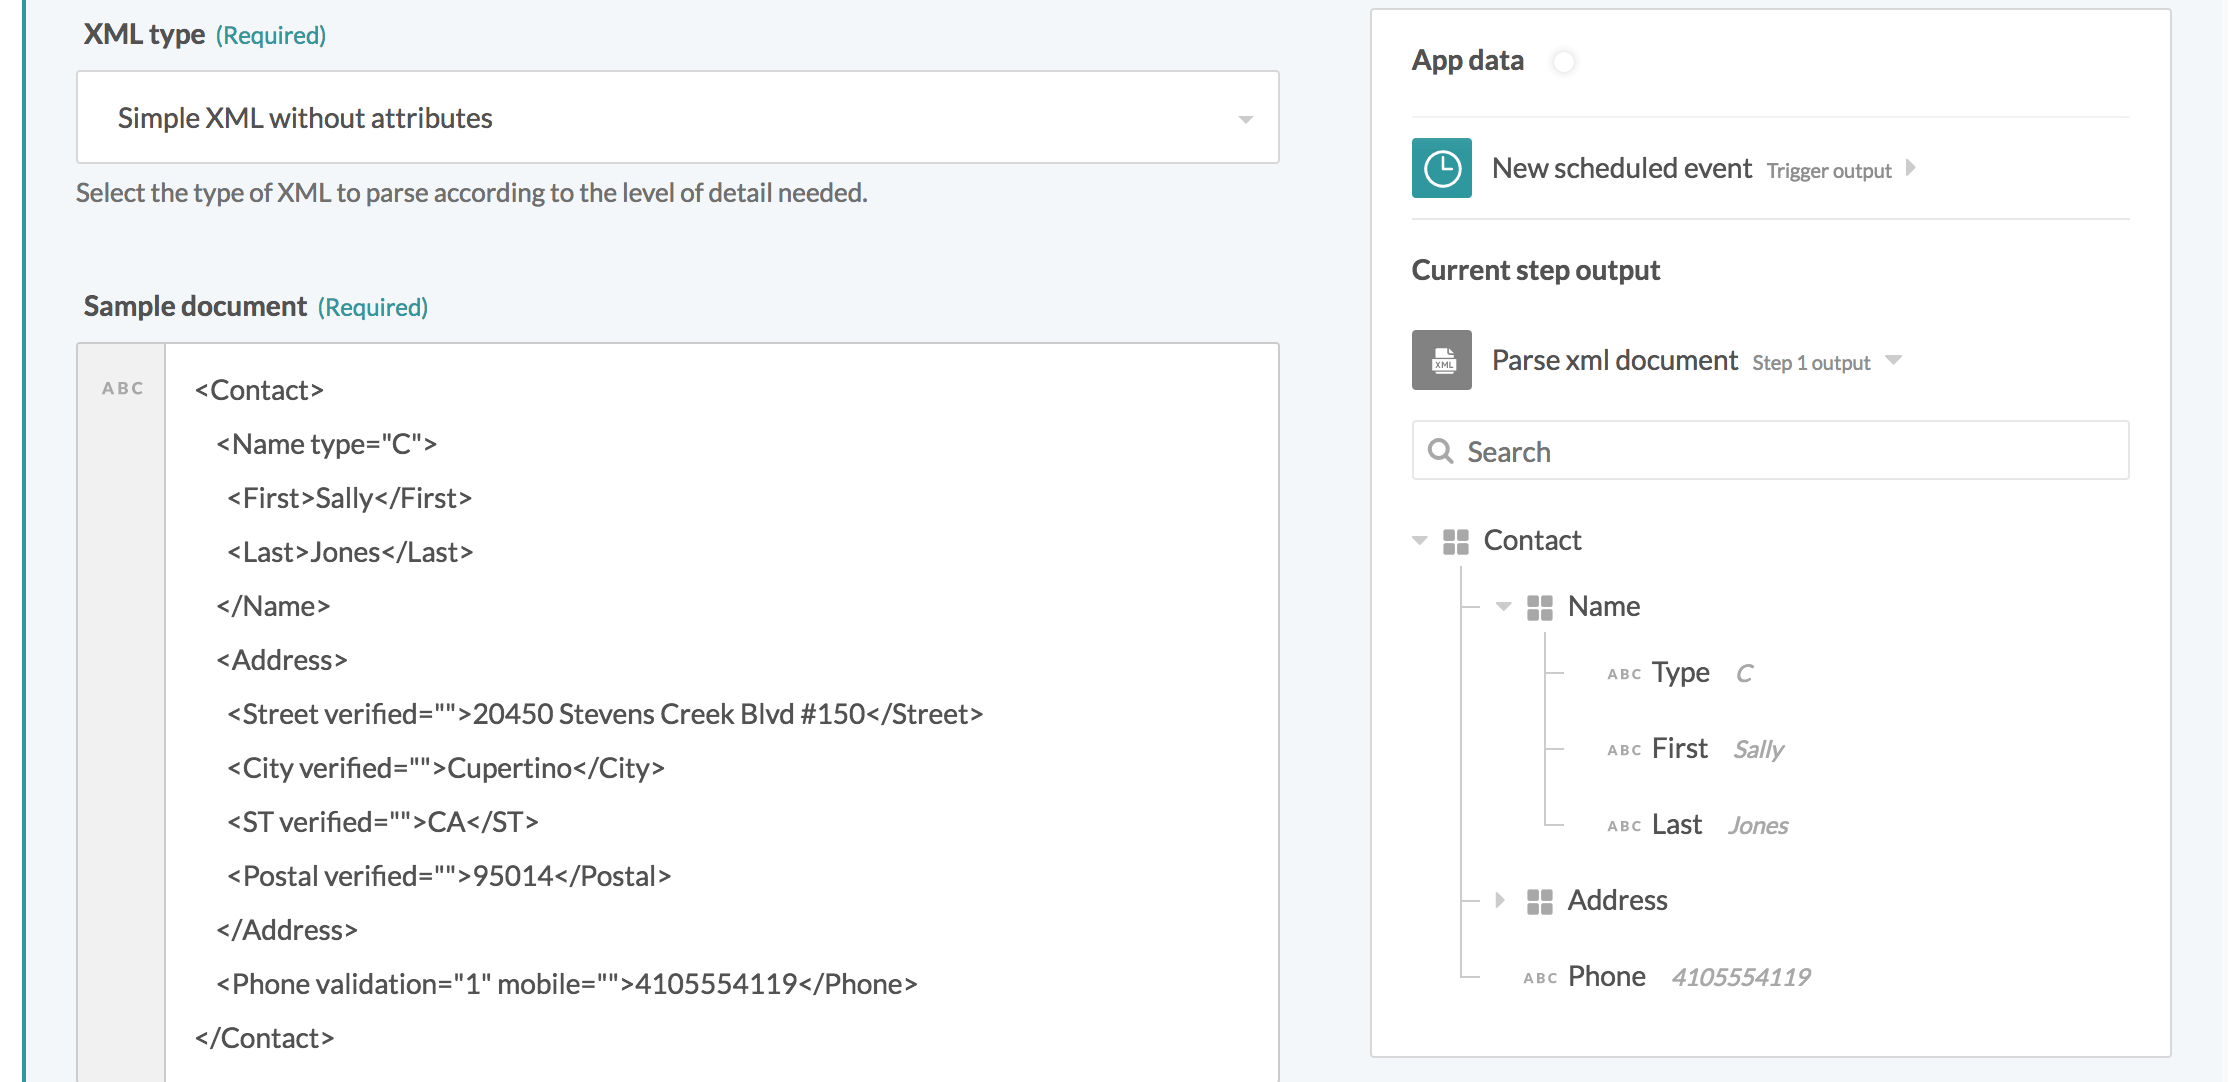 XML type (Required)
Simple XML without attributes
Select the type of XML to parse according to the level of detail needed.
Sample document (Required)
ABC
<Contact>
<Name type="C">
<First>Sally</First>
<Last>Jones</Last>
</Name>
<Address>
<Street verified="">20450 Stevens Creek Blvd #150</Street>
<City verified="">Cupertino</City>
<ST verified="">CA</ST>
<Postal verified="">95014</Postal>
</Address>
<Phone validation="1" mobile="">4105554119</Phone>
</Contact>
App data
New scheduled event Trigger output
Current step output
XML
Parse xml document Step 1 output
Search
Contact
Name
ABC Type C
ABC First Sally
ABC Last Jones
Address
ABC Phone 4105554119